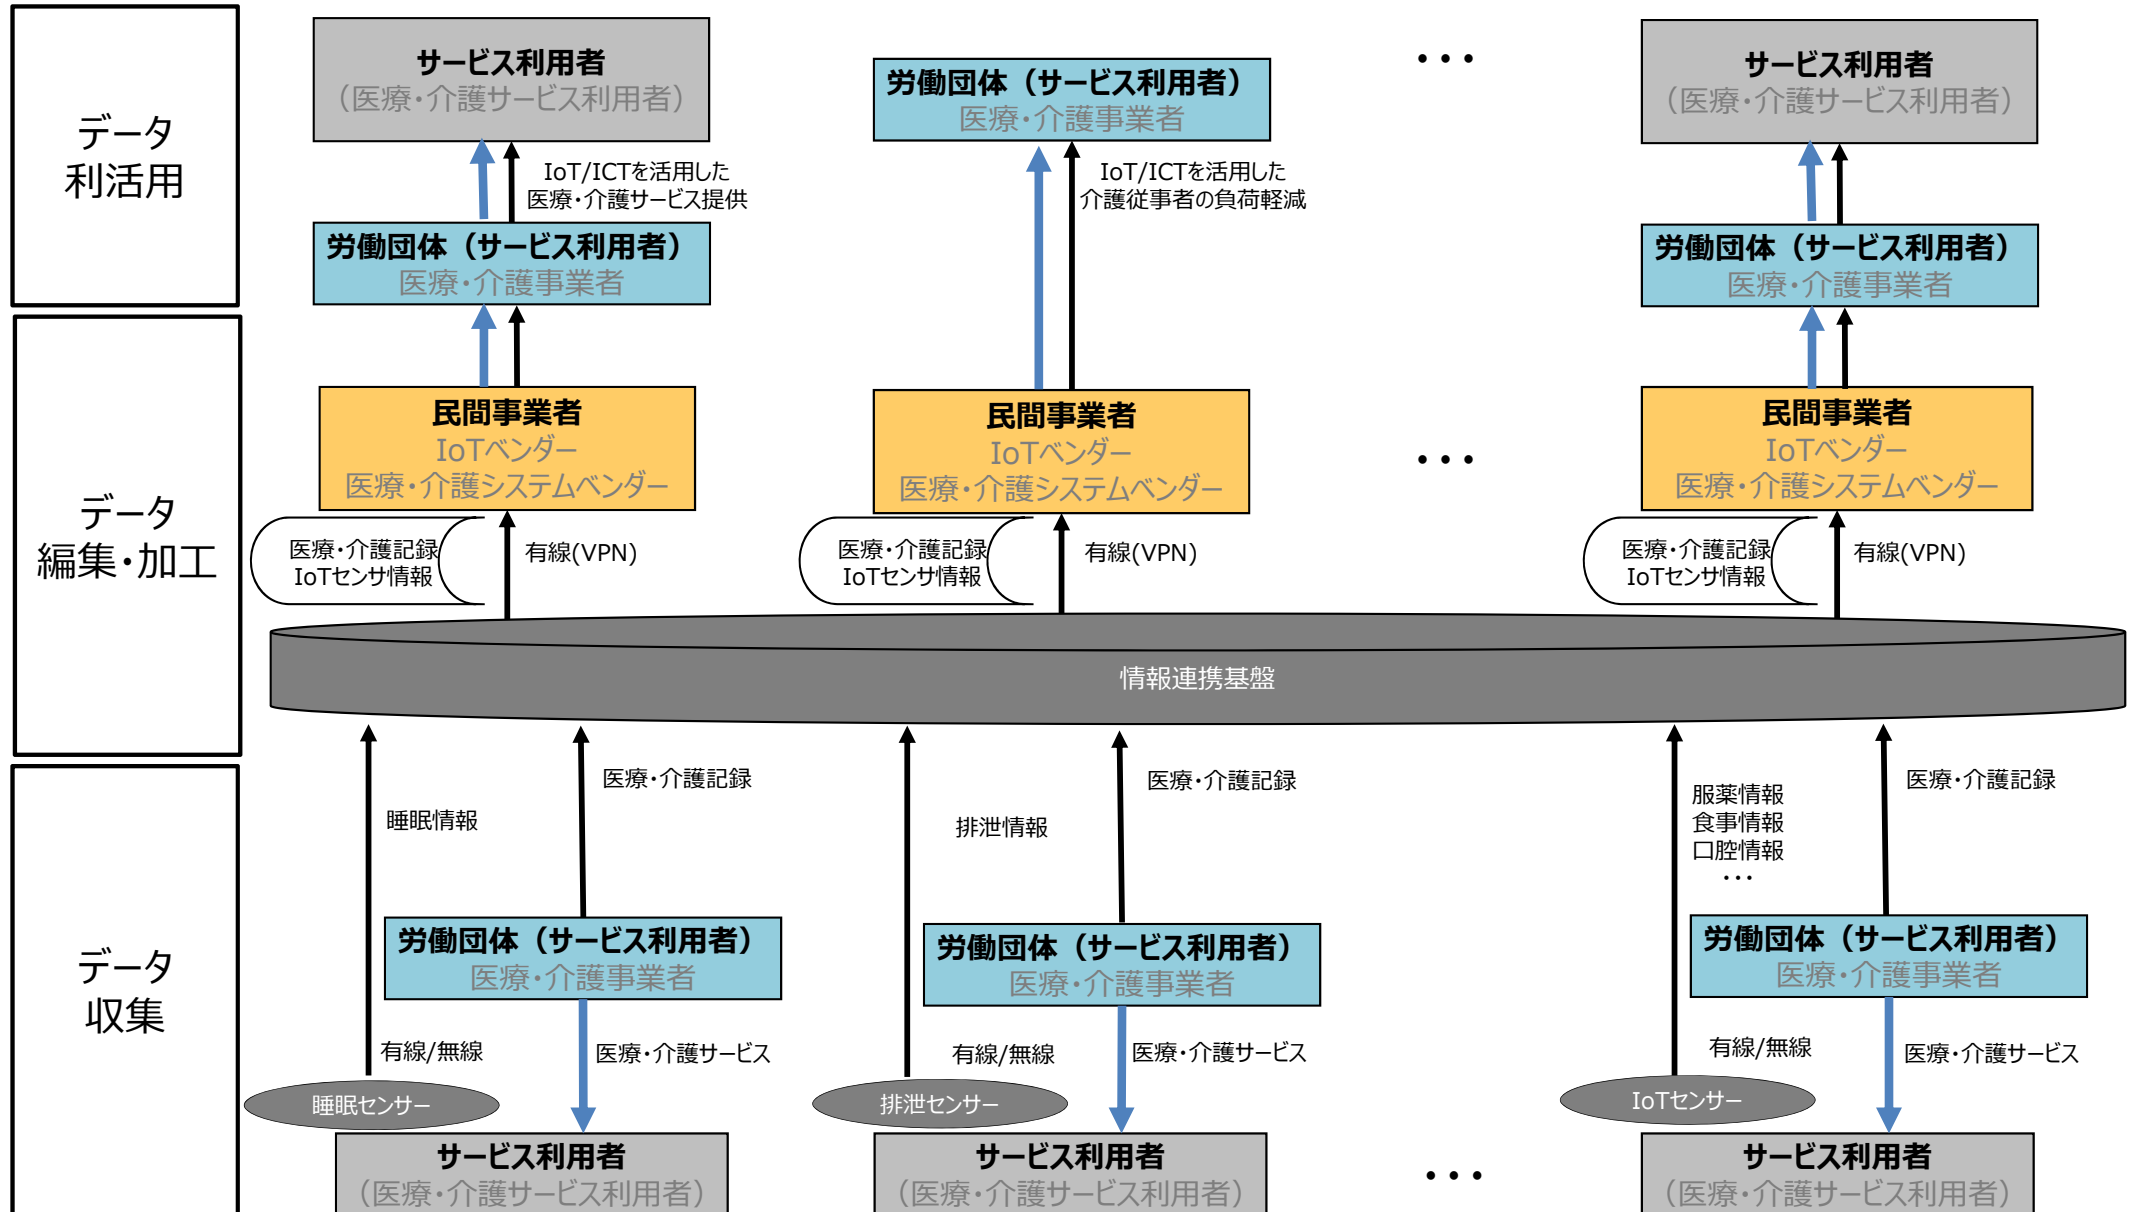 データ
利活用
サービス利用者
（医療・介護サービス利用者）
労働団体（サービス利用者）
医療・介護事業者
・・・
サービス利用者
（医療・介護サービス利用者）
IoT/ICTを活用した
医療・介護サービス提供
IoT/ICTを活用した
介護従事者の負荷軽減
労働団体（サービス利用者）
医療・介護事業者
労働団体（サービス利用者）
医療・介護事業者
データ
編集・加工
民間事業者
IoTベンダー
医療・介護システムベンダー
民間事業者
IoTベンダー
医療・介護システムベンダー
・・・
民間事業者
IoTベンダー
医療・介護システムベンダー
医療・介護記録
IoTセンサ情報
有線(VPN)
医療・介護記録
IoTセンサ情報
有線(VPN)
医療・介護記録
IoTセンサ情報
有線(VPN)
情報連携基盤
データ
収集
睡眠情報
医療・介護記録
排泄情報
医療・介護記録
服薬情報
食事情報
口腔情報
・・・
医療・介護記録
労働団体（サービス利用者）
医療・介護事業者
労働団体（サービス利用者）
医療・介護事業者
労働団体（サービス利用者）
医療・介護事業者
有線/無線
医療・介護サービス
有線/無線
医療・介護サービス
有線/無線
医療・介護サービス
睡眠センサー
排泄センサー
IoTセンサー
サービス利用者
（医療・介護サービス利用者）
サービス利用者
（医療・介護サービス利用者）
・・・
サービス利用者
（医療・介護サービス利用者）